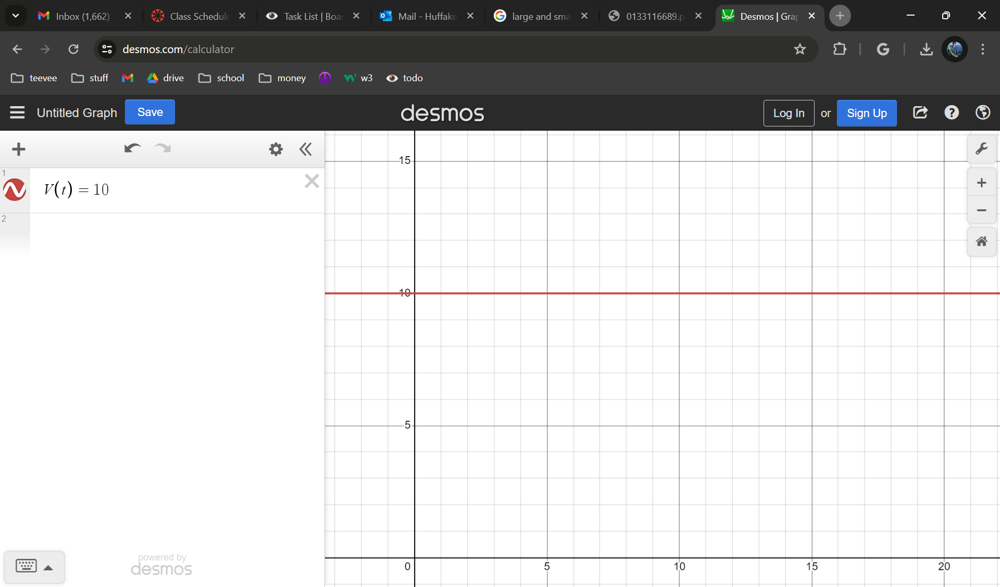 Inbox (1,662)
Class Schedul
Task List | Boa
Mail - Huffake
large and sma
0133116689.p
Desmos | Gra
desmos.com/calculator
teevee
stuff
drive
school
money
w3
todo
Untitled Graph
Save
desmos
Log In
or
Sign Up
1
V(t) = 10
2
powered by
desmos
15
10
5
0
5
10
15
20